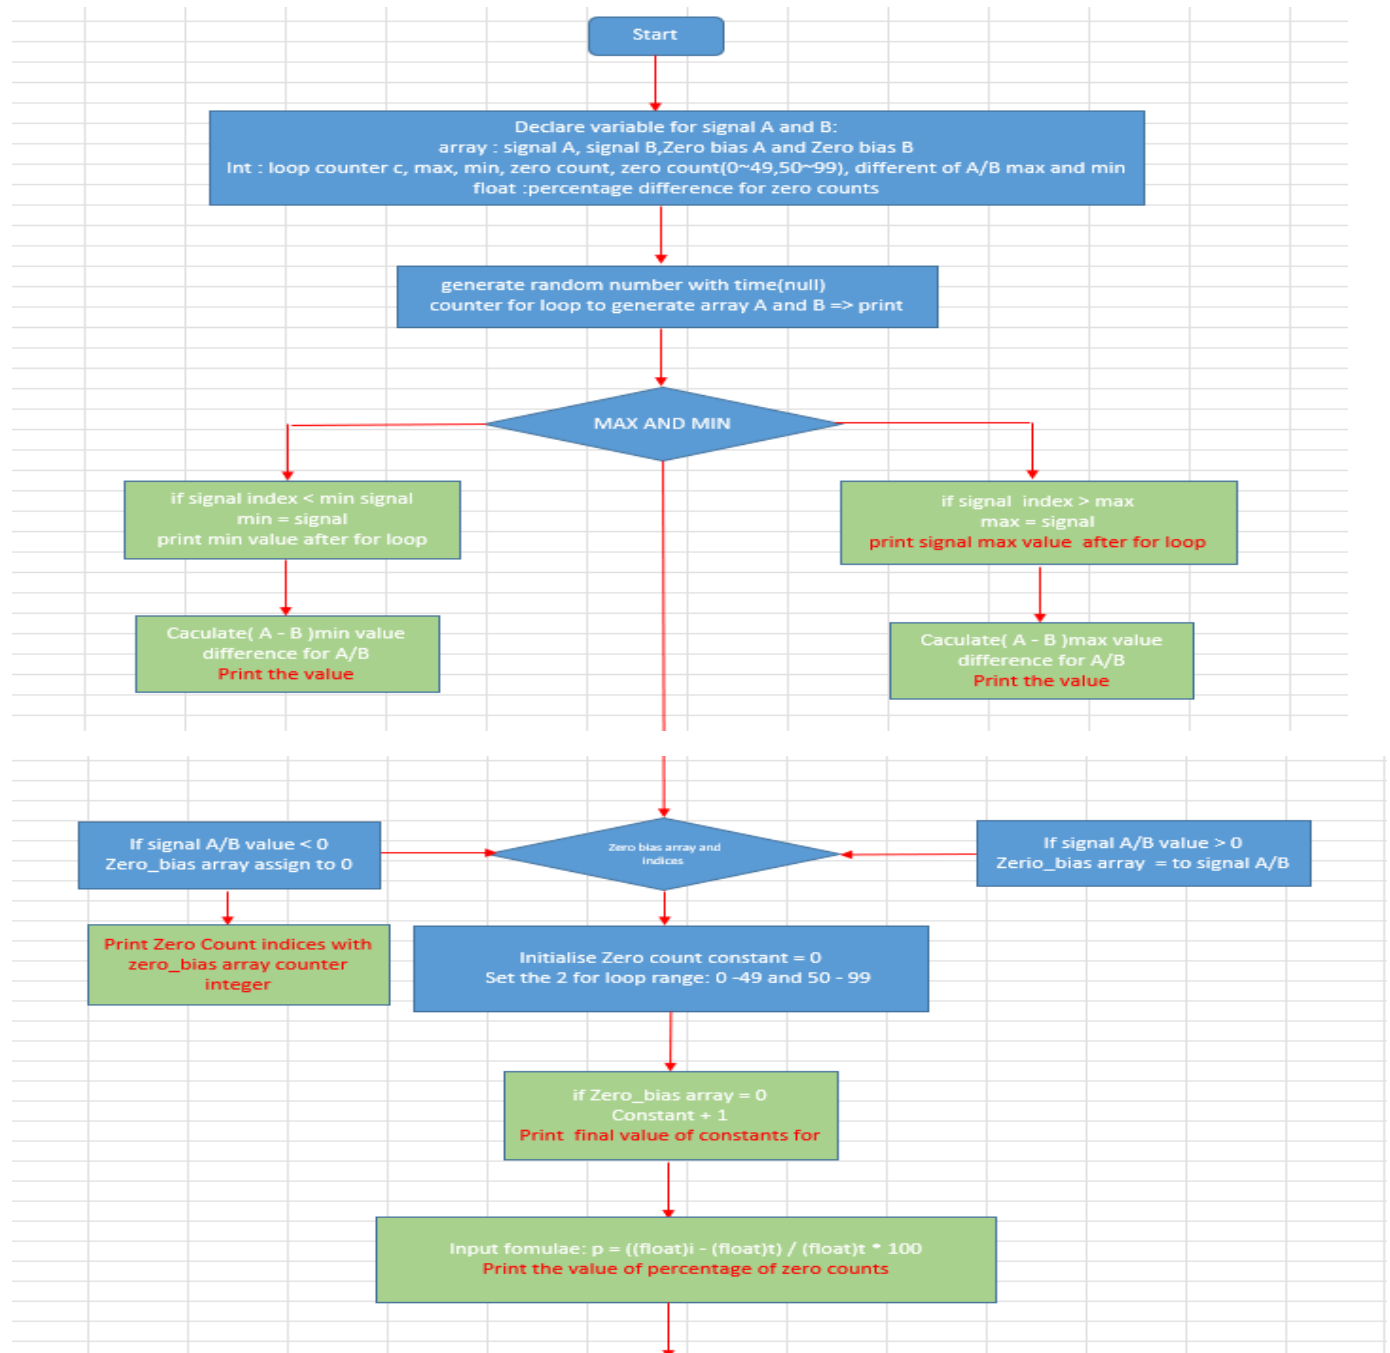 Start
Declare variable for signal A and B:
array : signal A, signal B,Zero bias A and Zero bias B
Int : loop counter c, max, min, zero count, zero count(0~49,50~99), different of A/B max and min
float :percentage difference for zero counts
generate random number with time(null)
counter for loop to generate array A and B => print
MAX AND MIN
if signal index < min signal
min = signal
print min value after for loop
if signal  index > max
max = signal
print signal max value  after for loop
Caculate( A - B )min value
difference for A/B
Print the value
Caculate( A - B )max value
difference for A/B
Print the value
If signal A/B value < 0
Zero_bias array assign to 0
Zero bias array and
indices
If signal A/B value > 0
Zerio_bias array  = to signal A/B
Print Zero Count indices with
zero_bias array counter
integer
Initialise Zero count constant = 0
Set the 2 for loop range: 0 -49 and 50 - 99
if Zero_bias array = 0
Constant + 1
Print  final value of constants for
Input fomulae: p = ((float)i - (float)t) / (float)t * 100
Print the value of percentage of zero counts